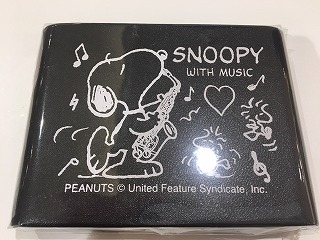 SNOOPY
WITH MUSIC
PEANUTS © United Feature Syndicate, Inc.